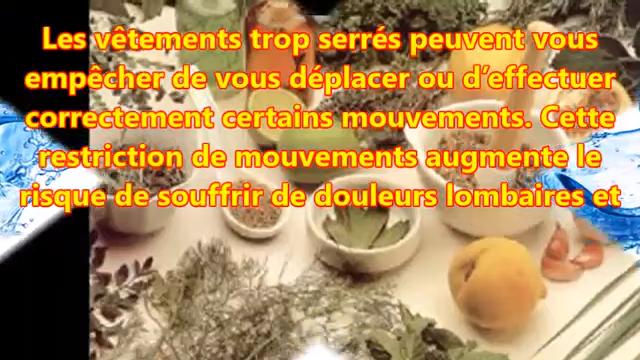 Les vêtements trop serrés peuvent vous
empêcher de vous déplacer ou d’effectuer
correctement certains mouvements. Cette
restriction de mouvements augmente le
risque de souffrir de douleurs lombaires et